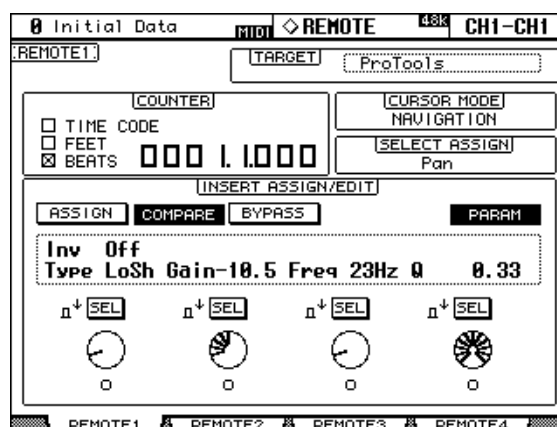 0 Initial Data MIDI ◇REMOTE 48K CH1-CH1
REMOTE1
TARGET
ProTools
COUNTER
TIME CODE
FEET
BEATS
0001.1.000
CURSOR MODE
NAVIGATION
SELECT ASSIGN
Pan
INSERT ASSIGN/EDIT
ASSIGN COMPARE BYPASS PARAM
Inv Off
Type LoSh Gain-10.5 Freq 23Hz Q 0.33
SEL SEL SEL SEL
REMOTE1 REMOTE2 REMOTE3 REMOTE4